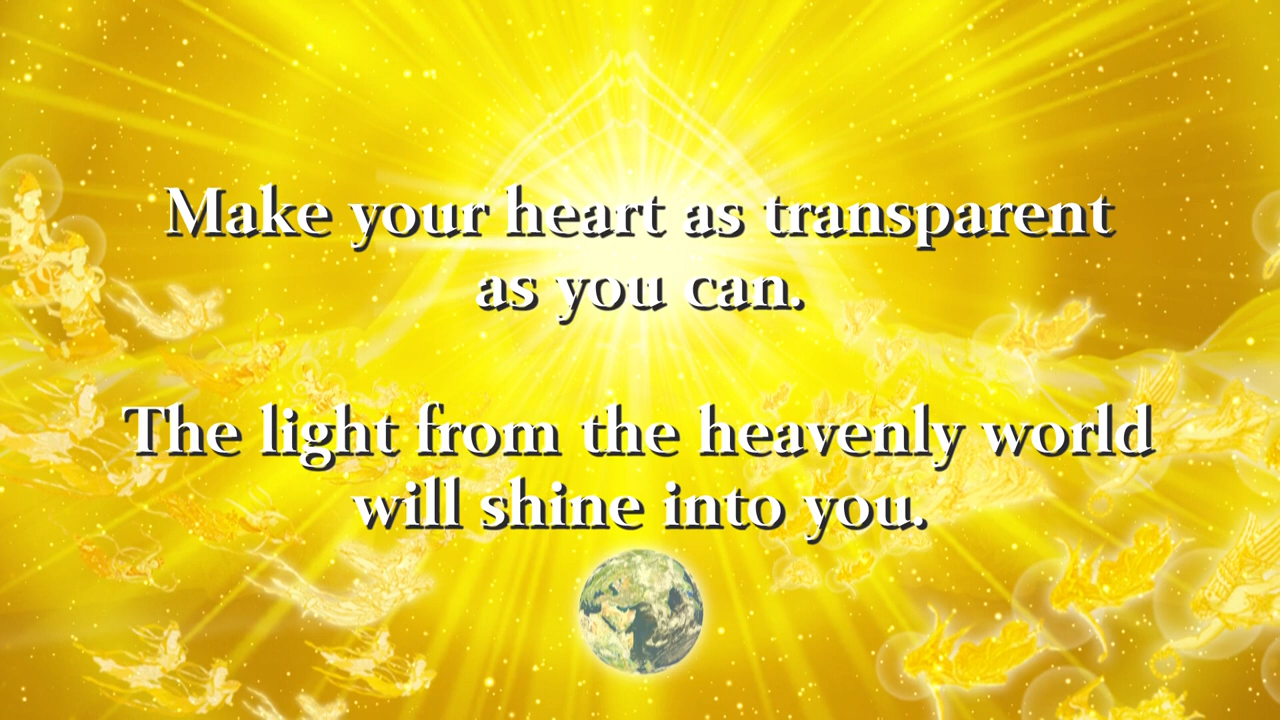 Make your heart as transparent
as you can.
The light from the heavenly world
will shine into you.